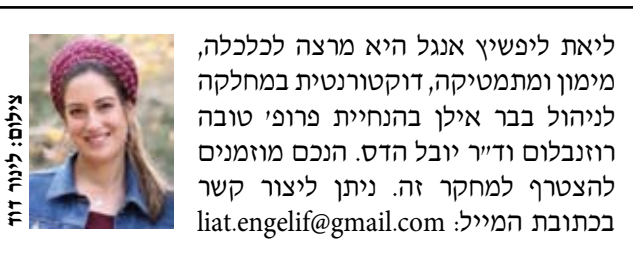 ליאת ליפשיץ אנגל היא מרצה לכלכלה,
מימון ומתמטיקה, דוקטורנטית במחלקה
לניהול בבר אילן בהנחיית פרופ׳ טובה
רוזנבלום וד״ר יובל הדס. הנכם מוזמנים
להצטרף למחקר זה. ניתן ליצור קשר
בכתובת המייל: liat.engelif@gmail.com
צילום: לינור דוד